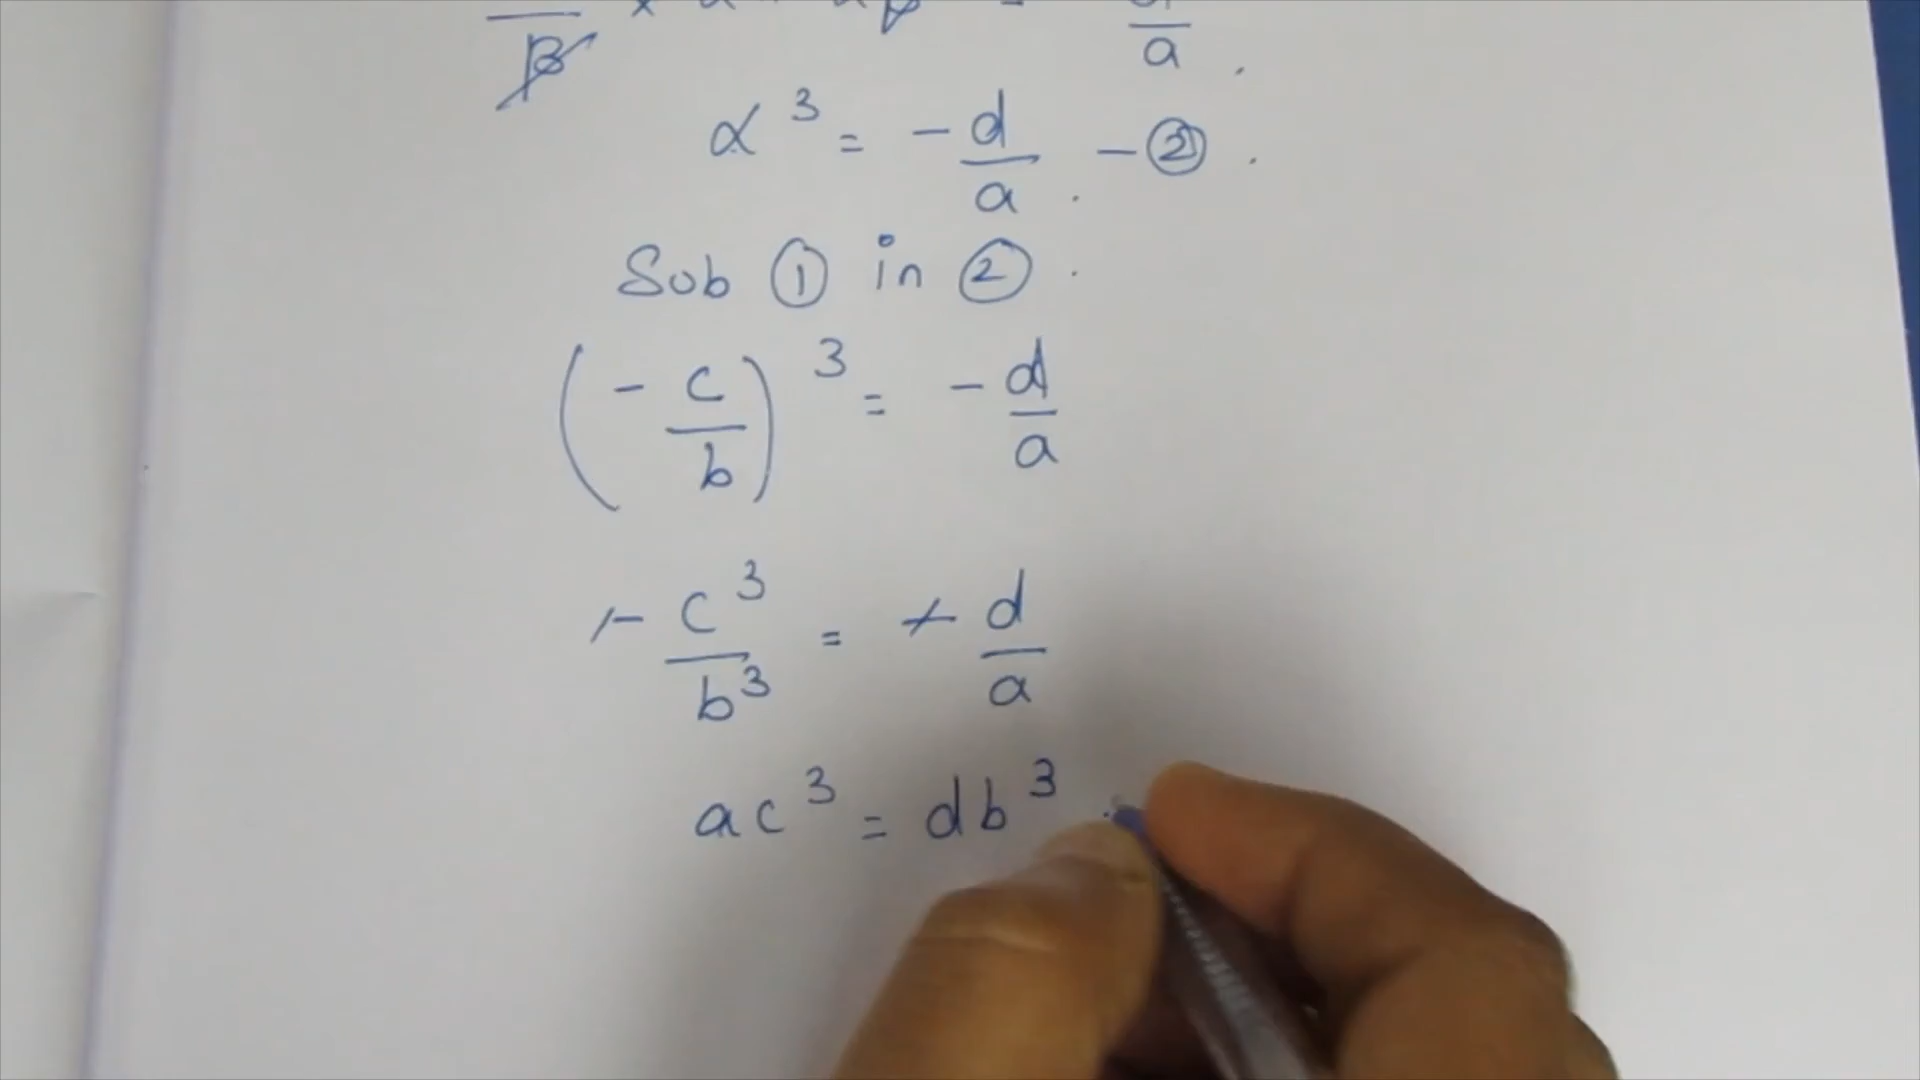 α³ = -d/a. - ②.
Sub ① in ②.
(-c/b)³ = -d/a
-c³/b³ = -d/a
ac³ = db³.